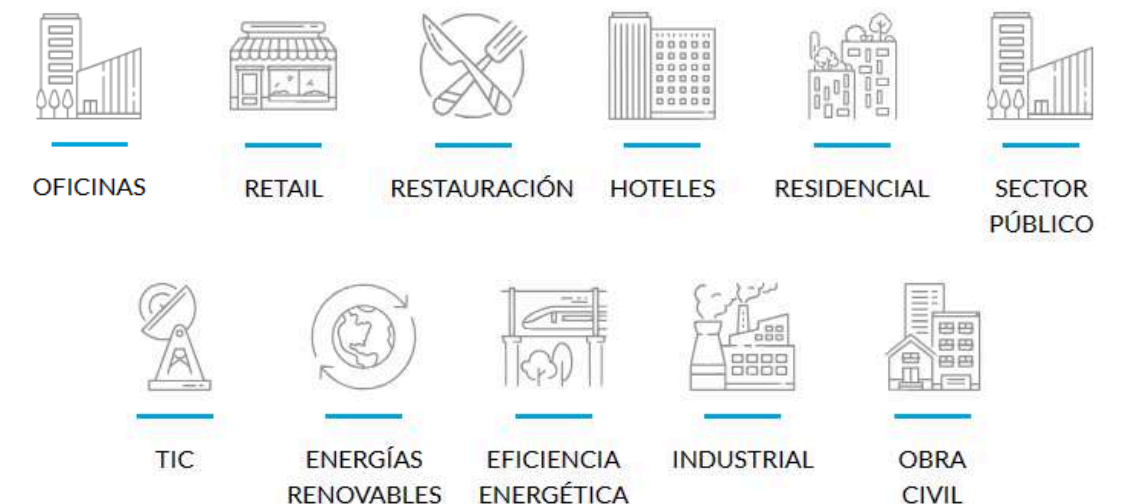 OFICINAS
RETAIL
RESTAURACIÓN
HOTELES
RESIDENCIAL
SECTOR
PÚBLICO
TIC
ENERGÍAS
RENOVABLES
EFICIENCIA
ENERGÉTICA
INDUSTRIAL
OBRA
CIVIL